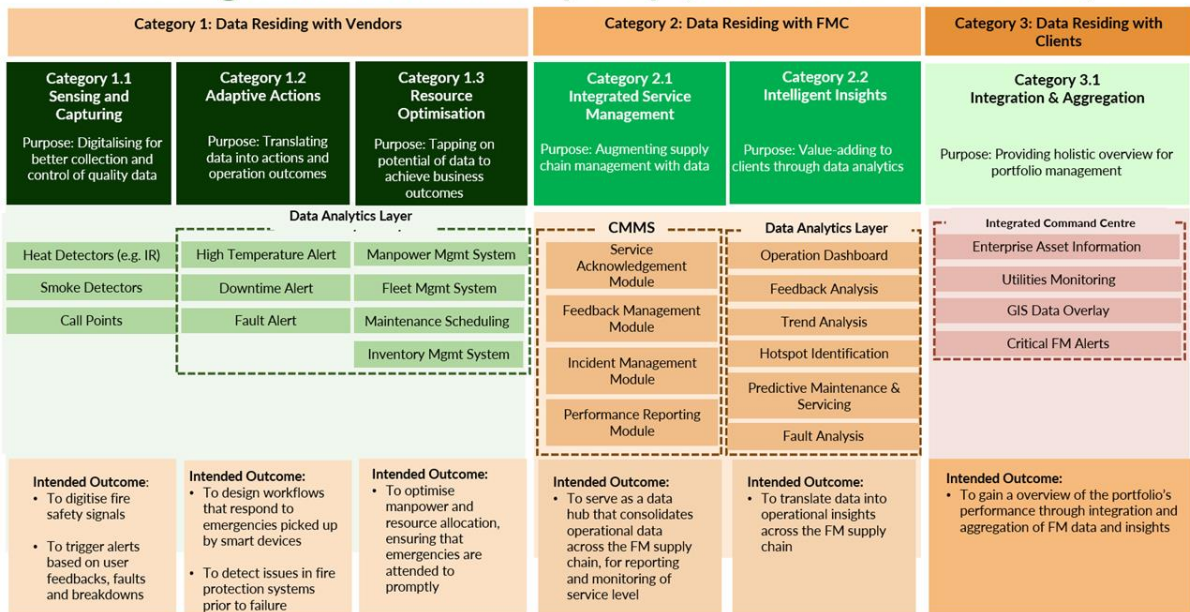 Category 1: Data Residing with Vendors
Category 2: Data Residing with FMC
Category 3: Data Residing with
Clients
Category 1.1
Sensing and
Capturing
Purpose: Digitalising for
better collection and
control of quality data
Category 1.2
Adaptive Actions
Purpose: Translating
data into actions and
operation outcomes
Category 1.3
Resource
Optimisation
Purpose: Tapping on
potential of data to
achieve business
outcomes
Category 2.1
Integrated Service
Management
Purpose: Augmenting supply
chain management with data
Category 2.2
Intelligent Insights
Purpose: Value-adding to
clients through data analytics
Category 3.1
Integration & Aggregation
Purpose: Providing holistic overview for
portfolio management
Heat Detectors (e.g. IR)
Smoke Detectors
Call Points
Data Analytics Layer
High Temperature Alert
Downtime Alert
Fault Alert
Manpower Mgmt System
Fleet Mgmt System
Maintenance Scheduling
Inventory Mgmt System
CMMS
Service
Acknowledgement
Module
Feedback Management
Module
Incident Management
Module
Performance Reporting
Module
Data Analytics Layer
Operation Dashboard
Feedback Analysis
Trend Analysis
Hotspot Identification
Predictive Maintenance &
Servicing
Fault Analysis
Integrated Command Centre
Enterprise Asset Information
Utilities Monitoring
GIS Data Overlay
Critical FM Alerts
Intended Outcome:
• To digitise fire
safety signals
• To trigger alerts
based on user
feedbacks, faults
and breakdowns
Intended Outcome:
• To design workflows
that respond to
emergencies picked up
by smart devices
• To detect issues in fire
protection systems
prior to failure
Intended Outcome:
• To optimise
manpower and
resource allocation,
ensuring that
emergencies are
attended to
promptly
Intended Outcome:
• To serve as a data
hub that consolidates
operational data
across the FM supply
chain, for reporting
and monitoring of
service level
Intended Outcome:
• To translate data into
operational insights
across the FM supply
chain
Intended Outcome:
• To gain a overview of the portfolio's
performance through integration and
aggregation of FM data and insights